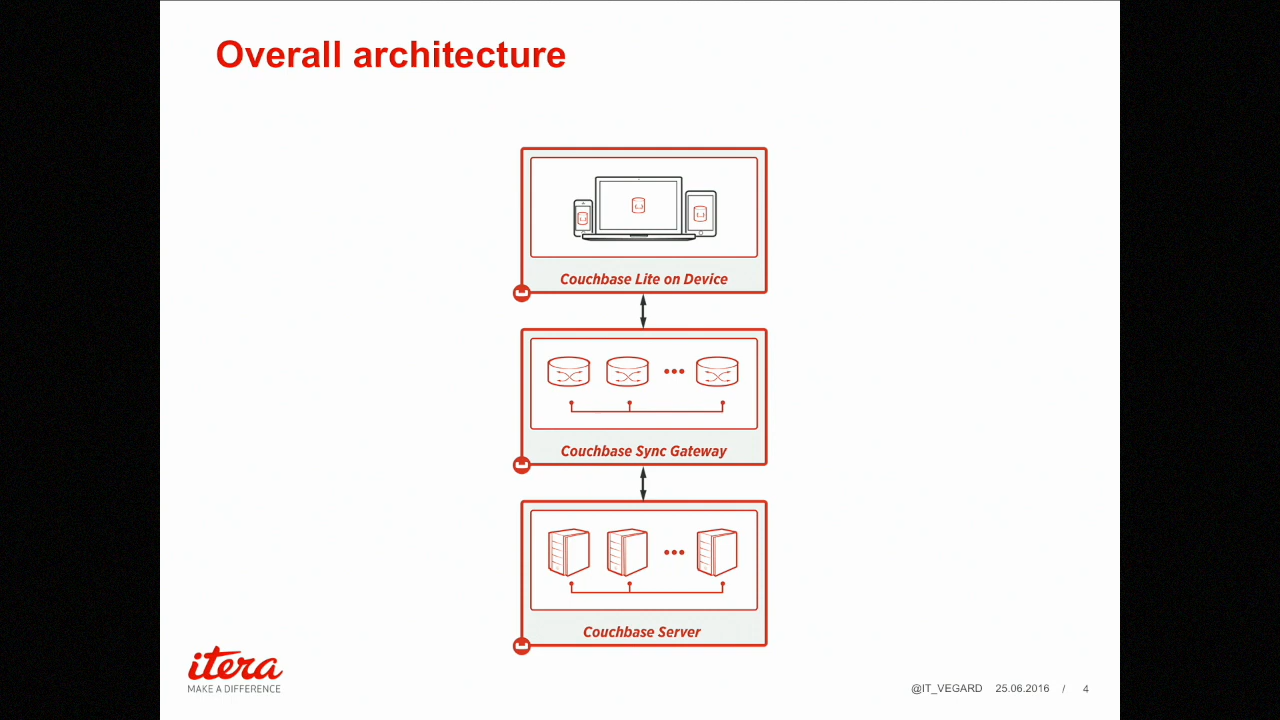 Overall architecture
Couchbase Lite on Device
Couchbase Sync Gateway
Couchbase Server
itera
MAKE A DIFFERENCE
@IT_VEGARD 25.06.2016 / 4